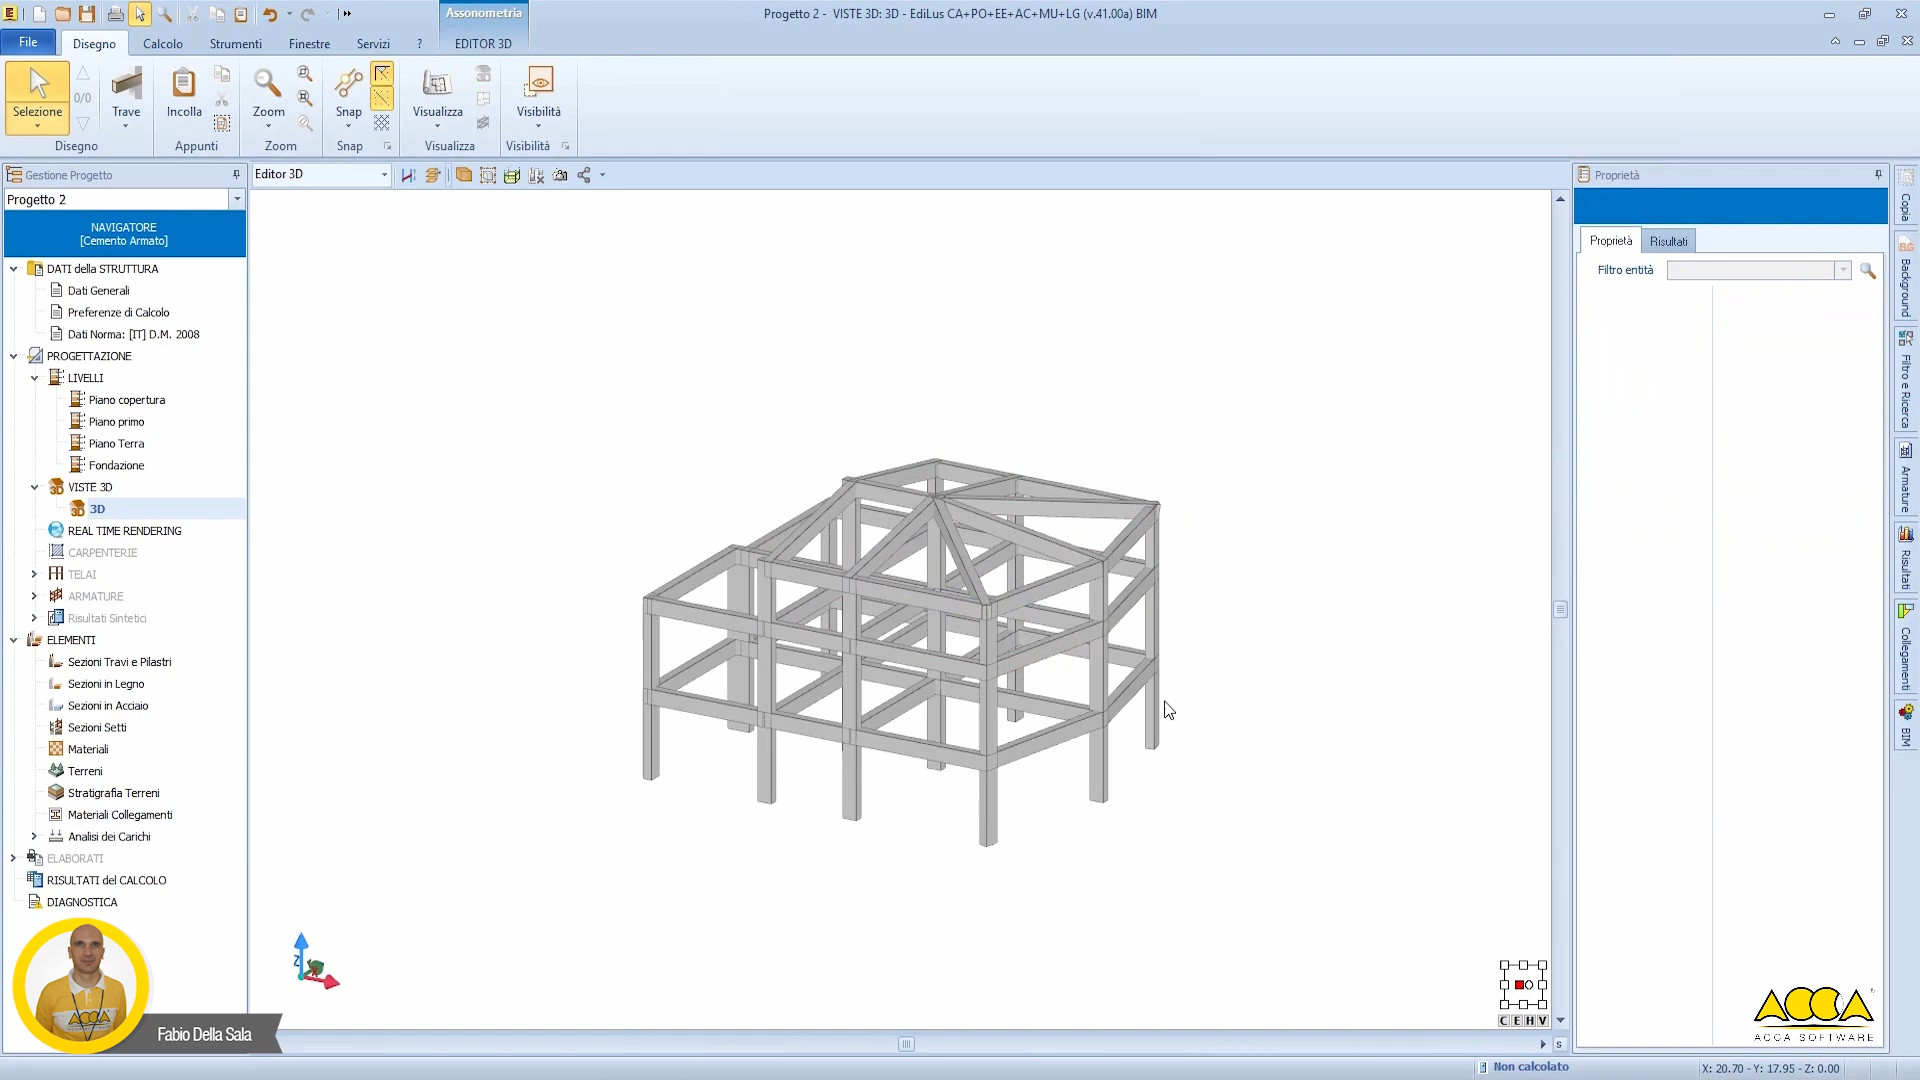 Assonometria
Progetto 2 - VISTE 3D: 3D - EdiLus CA+PO+EE+AC+MU+LG (v.41.00a) BIM
File
Disegno
Calcolo
Strumenti
Finestre
Servizi
?
EDITOR 3D
Selezione
0/0
Trave
Incolla
Zoom
Snap
Visualizza
Visibilità
Disegno
Appunti
Zoom
Snap
Visualizza
Visibilità
Gestione Progetto
Editor 3D
Proprietà
Progetto 2
NAVIGATORE
[Cemento Armato]
DATI della STRUTTURA
Dati Generali
Preferenze di Calcolo
Dati Norma: [IT] D.M. 2008
PROGETTAZIONE
LIVELLI
Piano copertura
Piano primo
Piano Terra
Fondazione
VISTE 3D
3D
REAL TIME RENDERING
CARPENTERIE
TELAI
ARMATURE
Risultati Sintetici
ELEMENTI
Sezioni Travi e Pilastri
Sezioni in Legno
Sezioni in Acciaio
Sezioni Setti
Materiali
Terreni
Stratigrafia Terreni
Materiali Collegamenti
Analisi dei Carichi
ELABORATI
RISULTATI del CALCOLO
DIAGNOSTICA
Proprietà
Risultati
Filtro entità
Copia
Background
Filtro e Ricerca
Armature
Risultati
Collegamenti
BIM
Z
C E H V
S
ACCA
Fabio Della Sala
ACCA
ACCA SOFTWARE
Non calcolato
X: 20.70 - Y: 17.95 - Z: 0.00